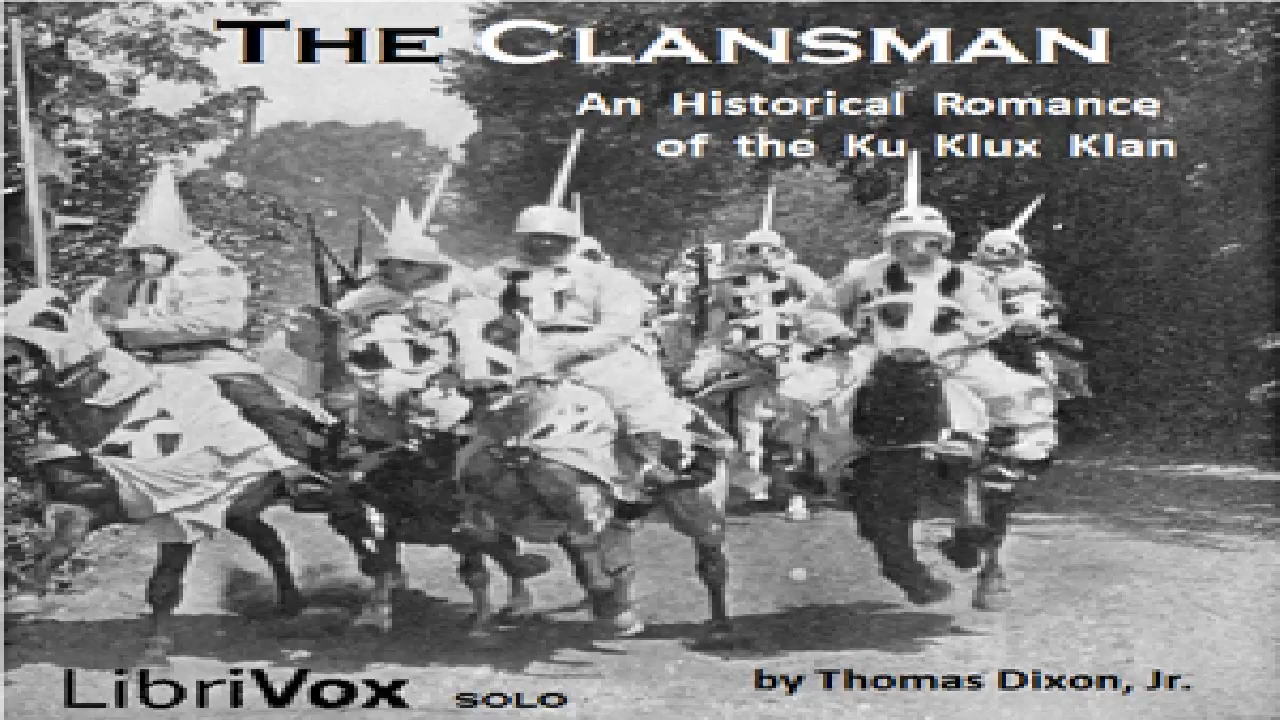 THE CLANSMAN
An Historical Romance
of the Ku Klux Klan
LibriVox SOLO
by Thomas Dixon, Jr.